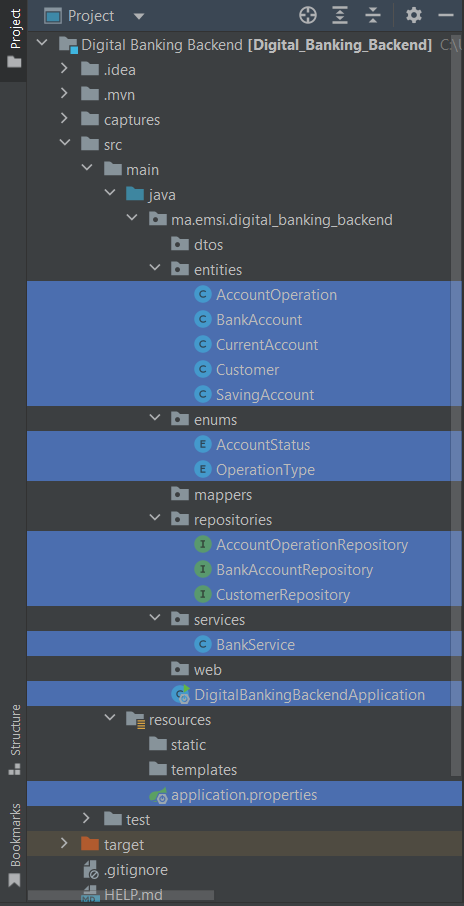 Project
Project
Digital Banking Backend [Digital_Banking_Backend]
.idea
.mvn
captures
src
main
java
ma.emsi.digital_banking_backend
dtos
entities
C AccountOperation
C BankAccount
C CurrentAccount
C Customer
C SavingAccount
enums
E AccountStatus
E OperationType
mappers
repositories
I AccountOperationRepository
I BankAccountRepository
I CustomerRepository
services
C BankService
web
DigitalBankingBackendApplication
resources
static
templates
application.properties
test
target
.gitignore
MD HELP.md
Structure
Bookmarks